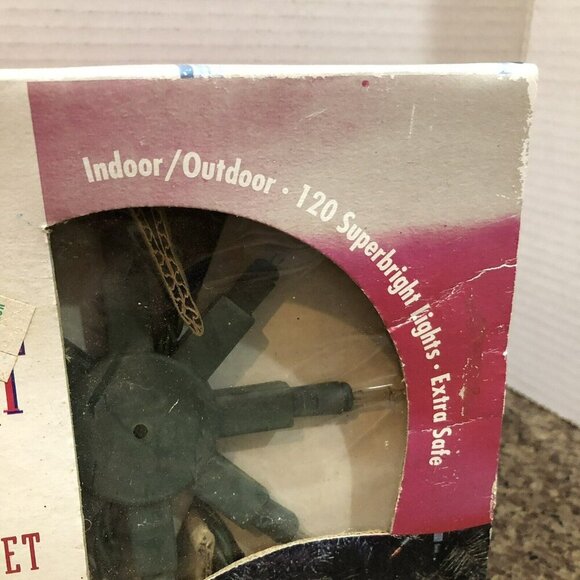 Indoor/Outdoor · 120 Superbright Lights · Extra Safe
ET